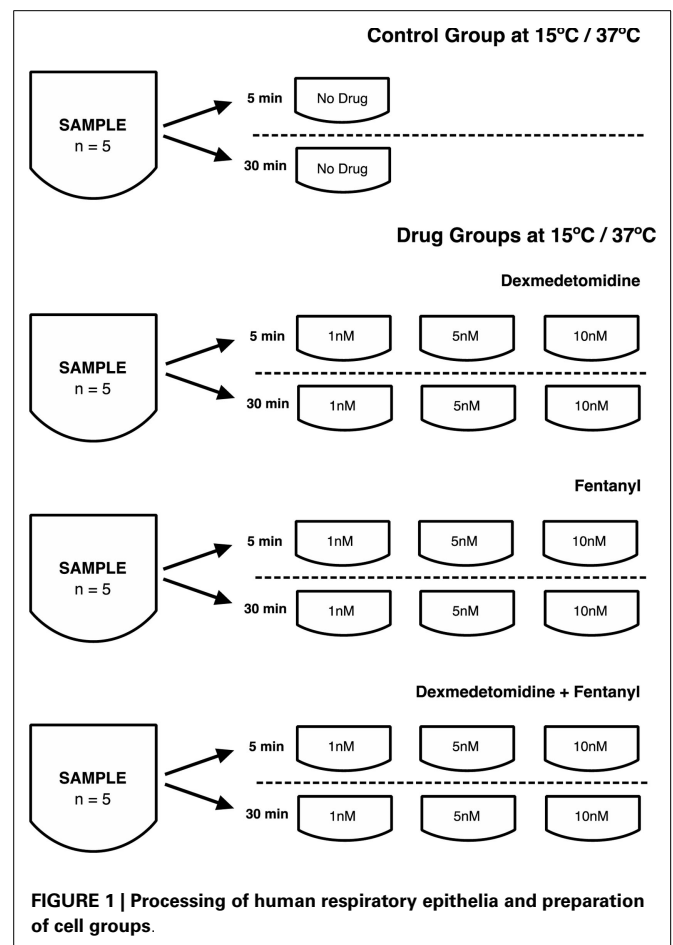 Control Group at 15ºC / 37ºC
5 min No Drug
SAMPLE
n = 5
30 min No Drug
Drug Groups at 15ºC / 37ºC
Dexmedetomidine
5 min 1nM 5nM 10nM
SAMPLE
n = 5
30 min 1nM 5nM 10nM
Fentanyl
5 min 1nM 5nM 10nM
SAMPLE
n = 5
30 min 1nM 5nM 10nM
Dexmedetomidine + Fentanyl
5 min 1nM 5nM 10nM
SAMPLE
n = 5
30 min 1nM 5nM 10nM
FIGURE 1 | Processing of human respiratory epithelia and preparation
of cell groups.